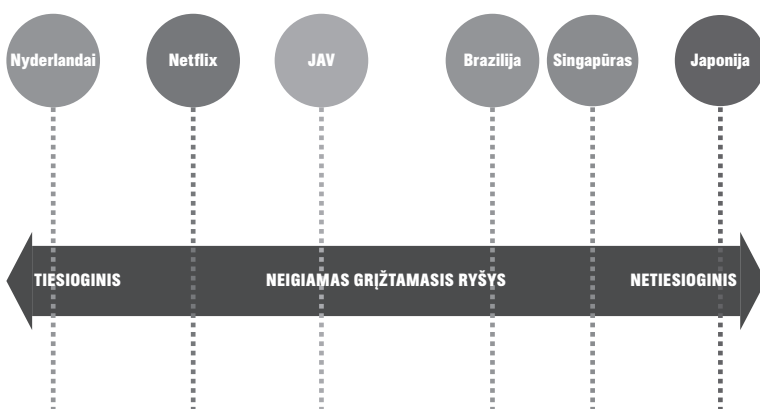 Nyderlandai
Netflix
JAV
Brazilija
Singapūras
Japonija
TIESIOGINIS
NEIGIAMAS GRĮŽTAMASIS RYŠYS
NETIESIOGINIS